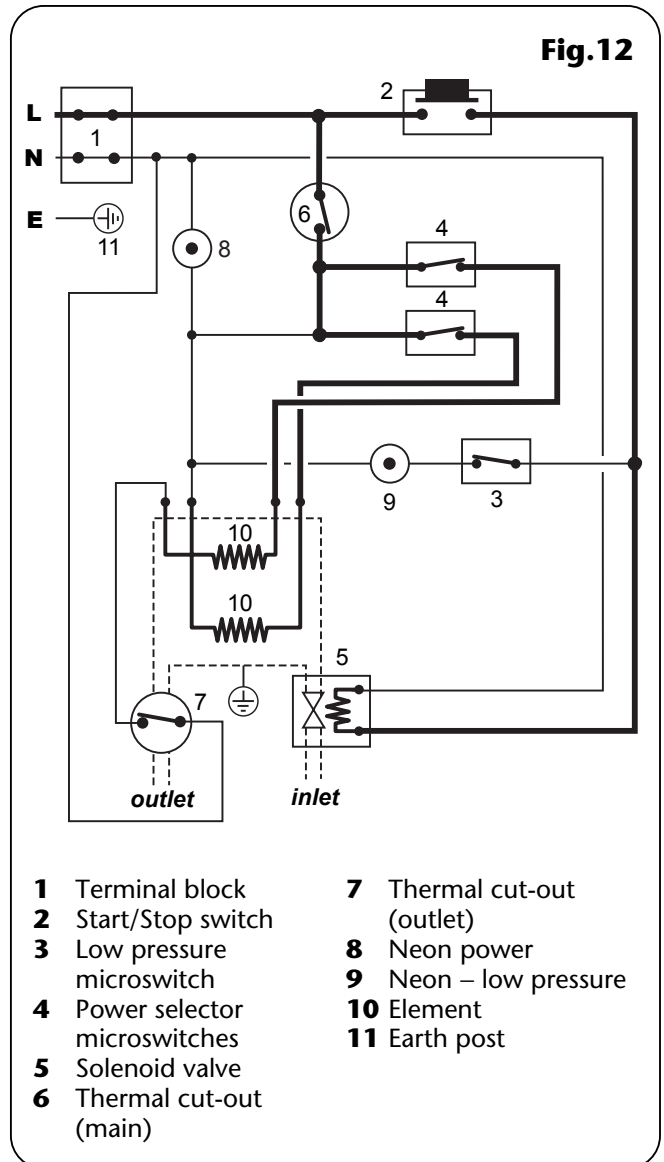 Fig.12
2
L
1
N
6
4
E
11
8
4
9
3
10
10
5
7
outlet
inlet
1 Terminal block
2 Start/Stop switch
3 Low pressure
microswitch
4 Power selector
microswitches
5 Solenoid valve
6 Thermal cut-out
(main)
7 Thermal cut-out
(outlet)
8 Neon power
9 Neon – low pressure
10 Element
11 Earth post